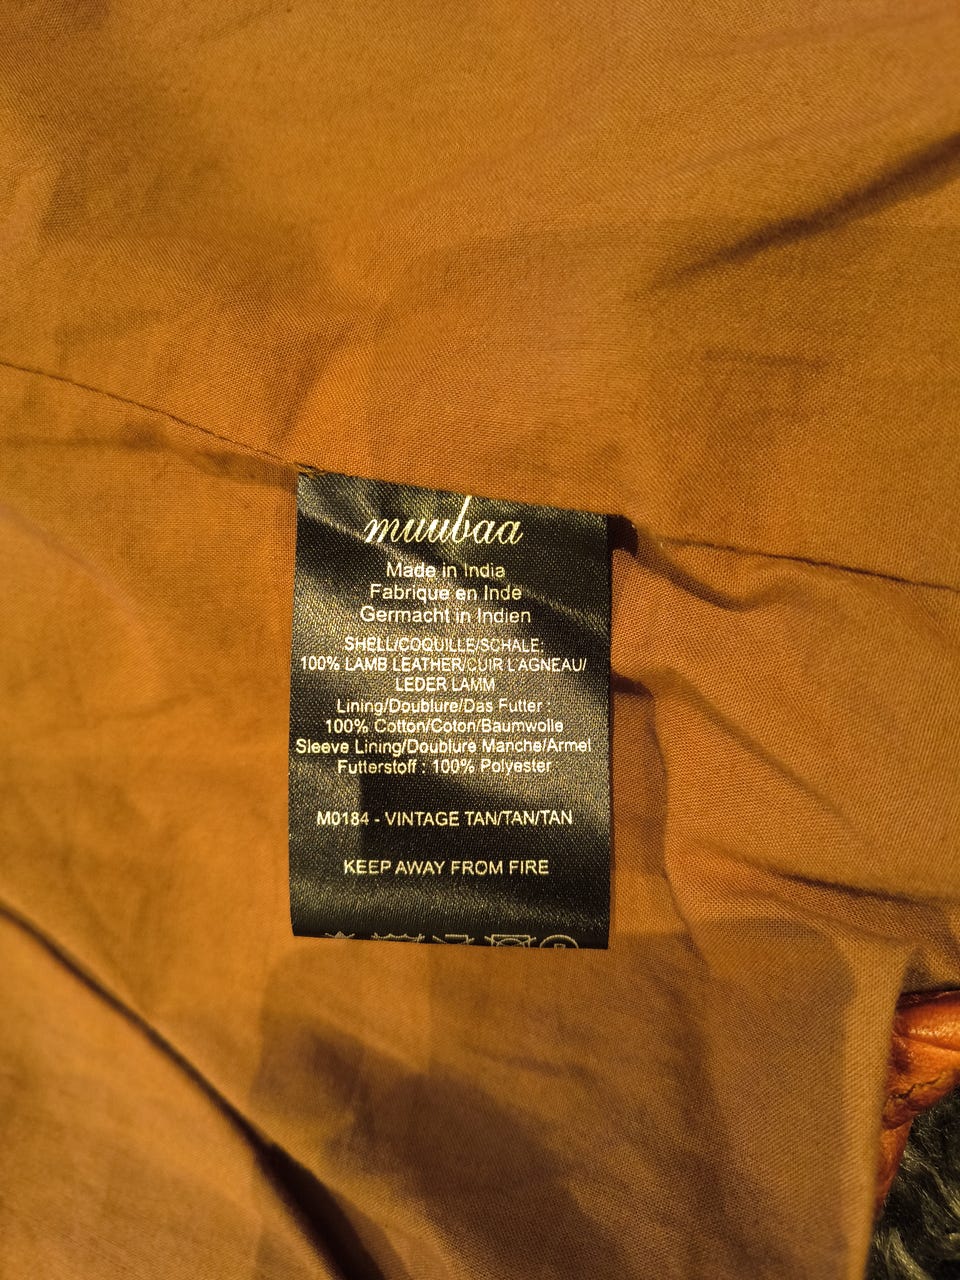 muubaa
Made in India
Fabrique en Inde
Germacht in Indien
SHELL/COQUILLE/SCHALE:
100% LAMB LEATHER/CUIR L'AGNEAU/
LEDER LAMM
Lining/Doublure/Das Futter :
100% Cotton/Coton/Baumwolle
Sleeve Lining/Doublure Manche/Armel
Futterstoff : 100% Polyester
M0184 - VINTAGE TAN/TAN/TAN
KEEP AWAY FROM FIRE